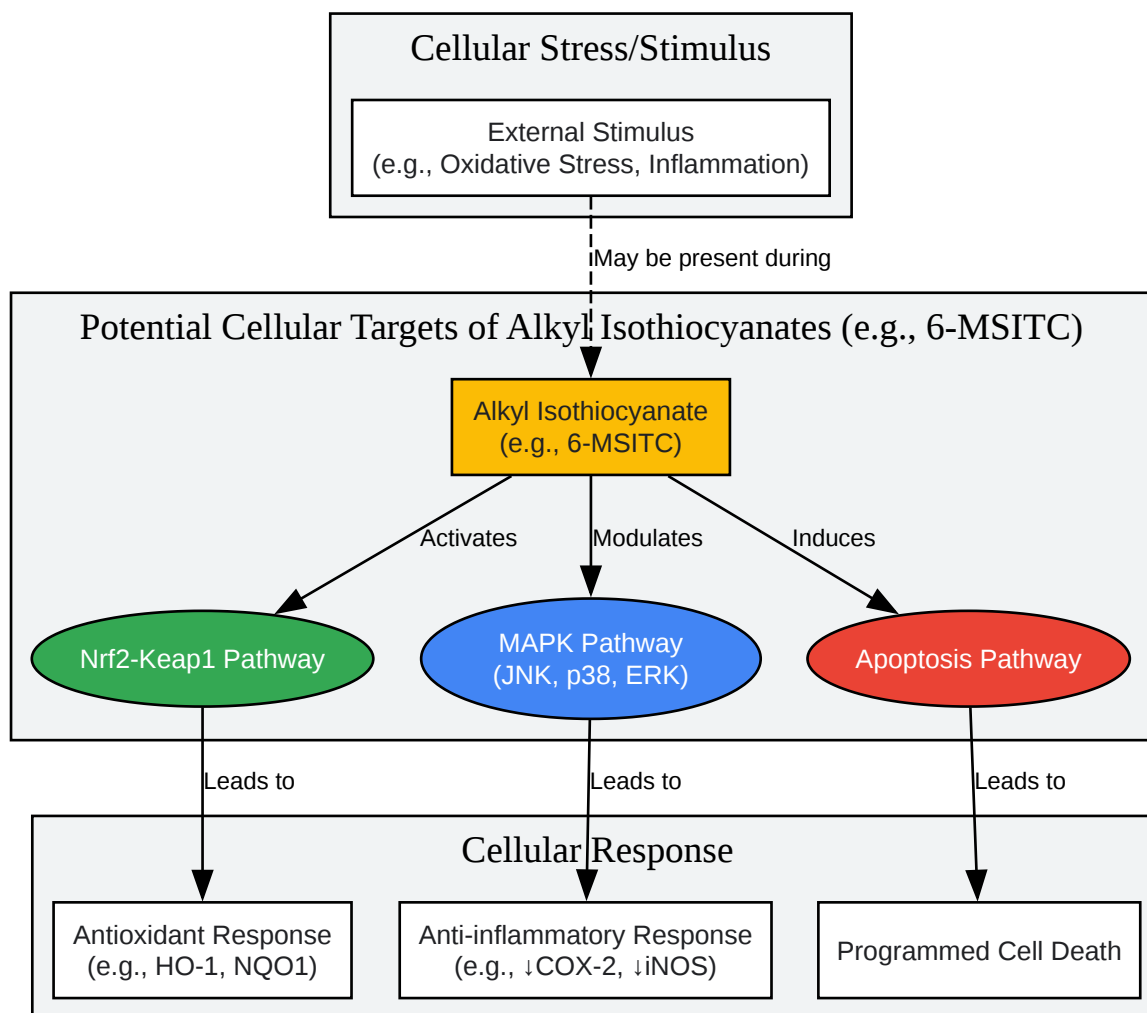 Cellular Stress/Stimulus
External Stimulus
(e.g., Oxidative Stress, Inflammation)
May be present during
Potential Cellular Targets of Alkyl Isothiocyanates (e.g., 6-MSITC)
Alkyl Isothiocyanate
(e.g., 6-MSITC)
Activates
Modulates
Induces
Nrf2-Keap1 Pathway
MAPK Pathway
(JNK, p38, ERK)
Apoptosis Pathway
Leads to
Leads to
Leads to
Cellular Response
Antioxidant Response
(e.g., HO-1, NQO1)
Anti-inflammatory Response
(e.g., ↓COX-2, ↓iNOS)
Programmed Cell Death